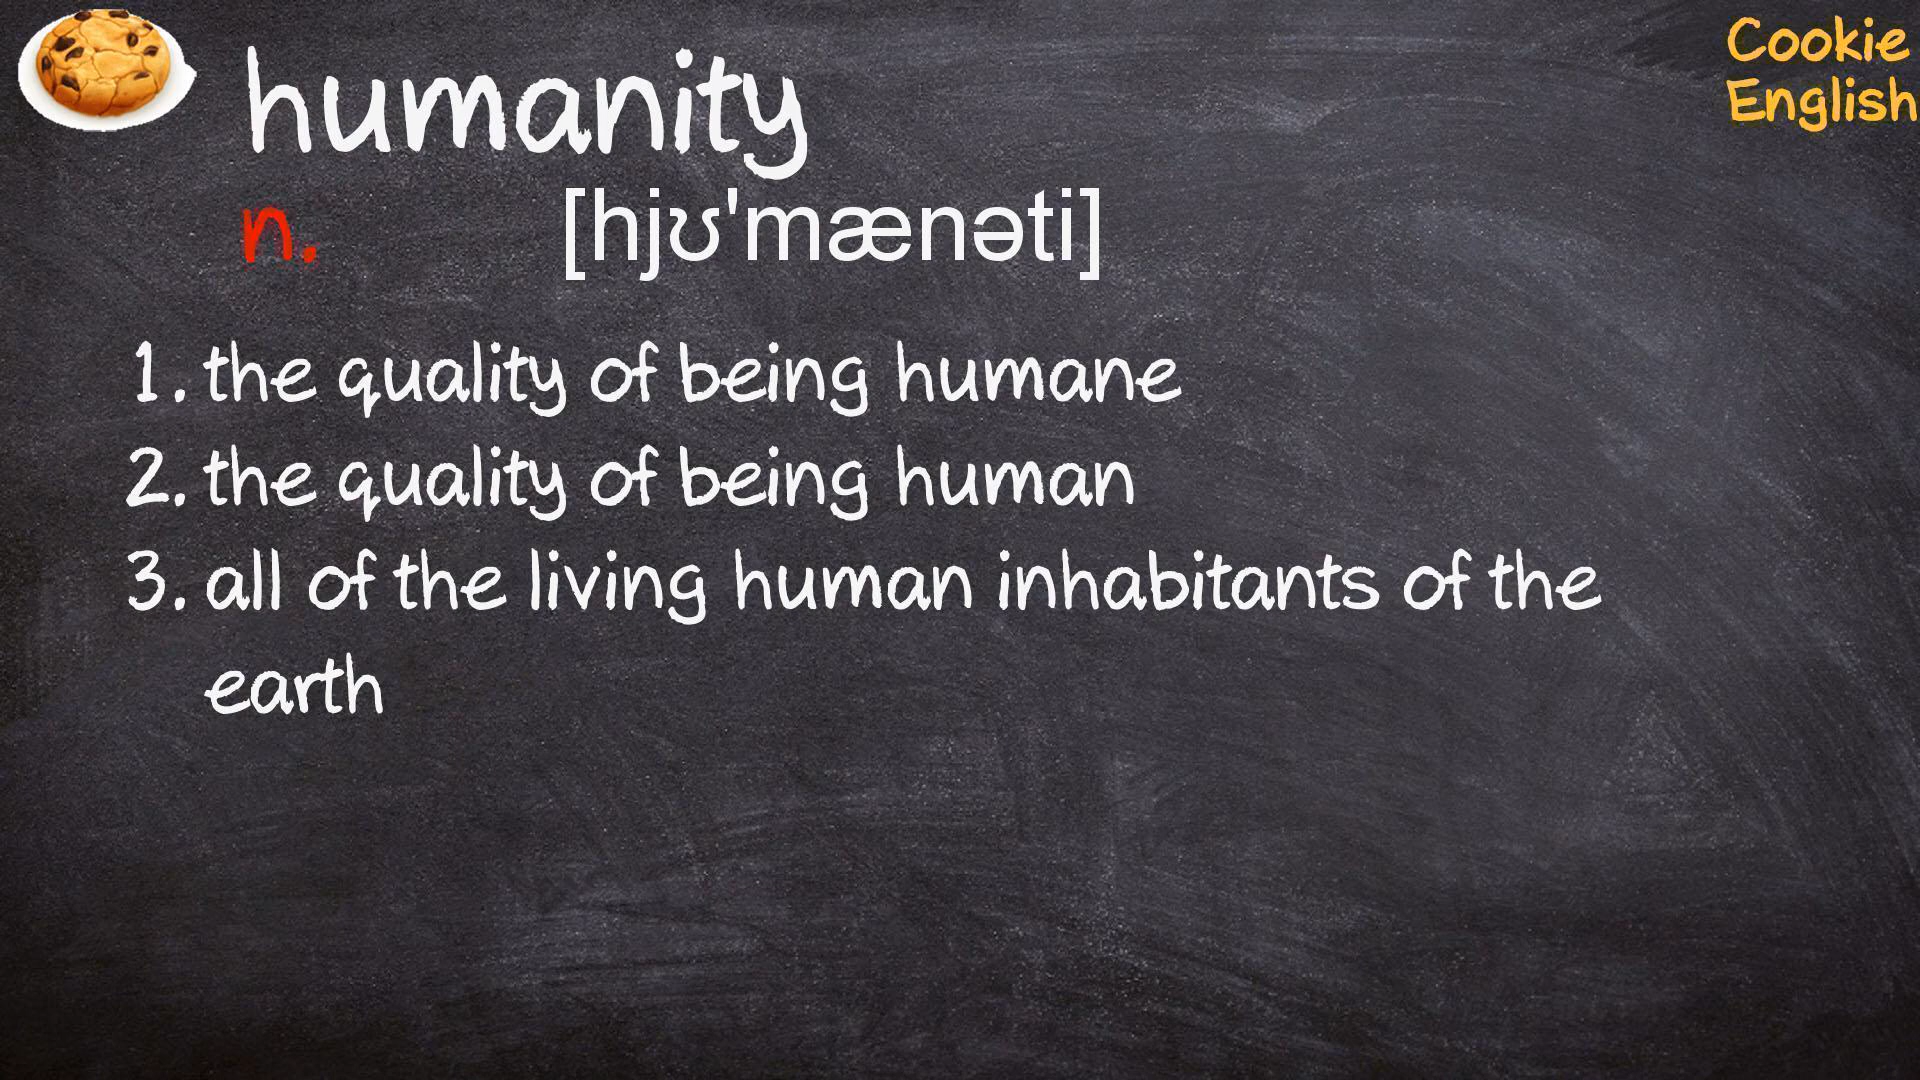 humanity
Cookie
English
n. [hjʊ'mænəti]
1. the quality of being humane
2. the quality of being human
3. all of the living human inhabitants of the
earth